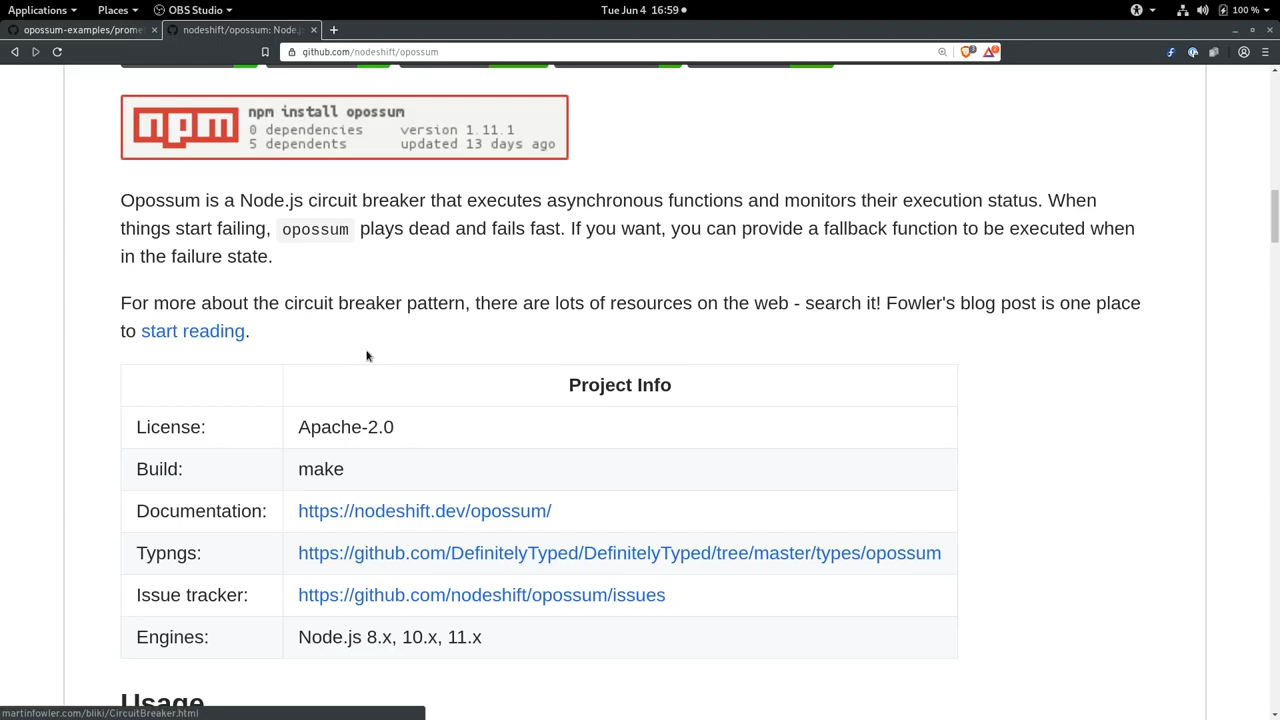 Applications Places OBS Studio Tue Jun 4 16:59 100 %
opossum-examples/prome nodeshift/opossum: Node.
github.com/nodeshift/opossum
npm npm install opossum
0 dependencies version 1.11.1
5 dependents updated 13 days ago
Opossum is a Node.js circuit breaker that executes asynchronous functions and monitors their execution status. When
things start failing, opossum plays dead and fails fast. If you want, you can provide a fallback function to be executed when
in the failure state.
For more about the circuit breaker pattern, there are lots of resources on the web - search it! Fowler's blog post is one place
to start reading.
Project Info
License: Apache-2.0
Build: make
Documentation: https://nodeshift.dev/opossum/
Typngs: https://github.com/DefinitelyTyped/DefinitelyTyped/tree/master/types/opossum
Issue tracker: https://github.com/nodeshift/opossum/issues
Engines: Node.js 8.x, 10.x, 11.x
Usage
martinfowler.com/bliki/CircuitBreaker.html